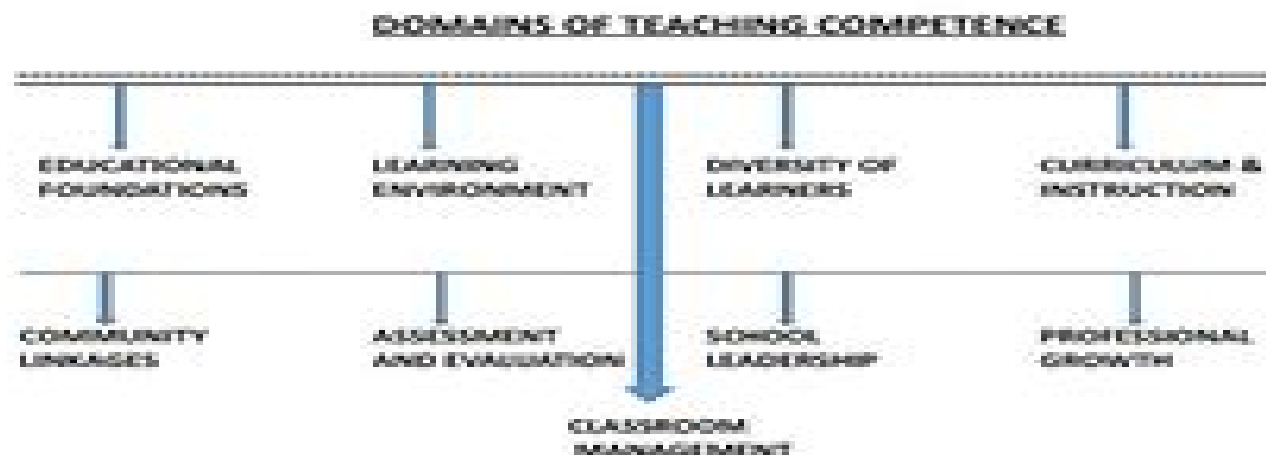 DOMAINS OF TEACHING COMPETENCE
EDUCATIONAL
FOUNDATIONS
LEARNING
ENVIRONMENT
DIVERSITY OF
LEARNERS
CURRICULUM &
INSTRUCTION
COMMUNITY
LINKAGES
ASSESSMENT
AND EVALUATION
SCHOOL
LEADERSHIP
PROFESSIONAL
GROWTH
CLASSROOM
MANAGEMENT